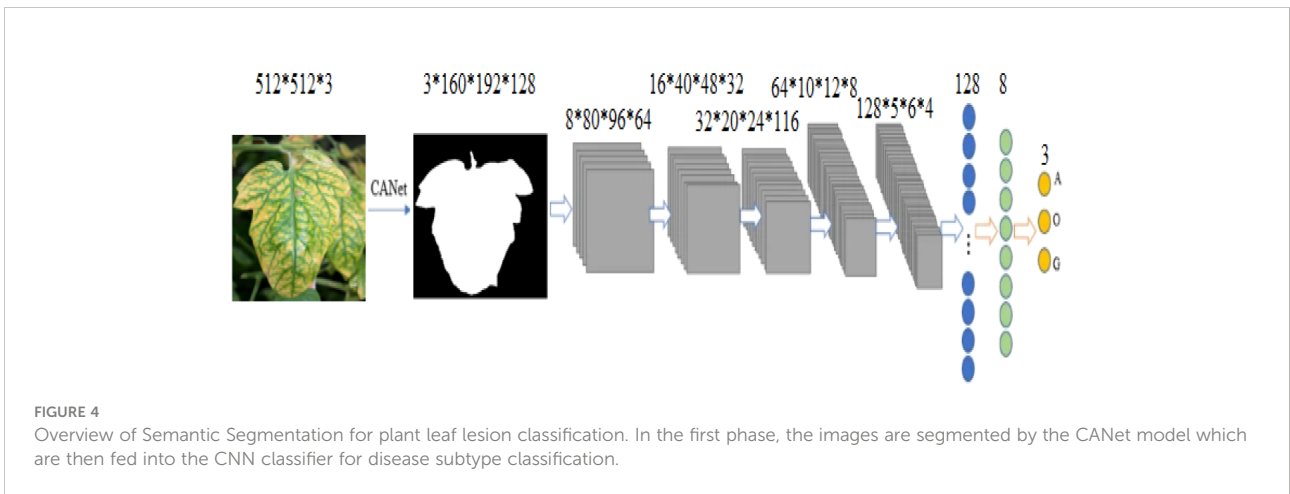 512*512*3
3*160*192*128
8*80*96*64
16*40*48*32
32*20*24*116
64*10*12*8
128*5*6*4
128
8
3
CANet
A
O
G
FIGURE 4
Overview of Semantic Segmentation for plant leaf lesion classification. In the first phase, the images are segmented by the CANet model which
are then fed into the CNN classifier for disease subtype classification.